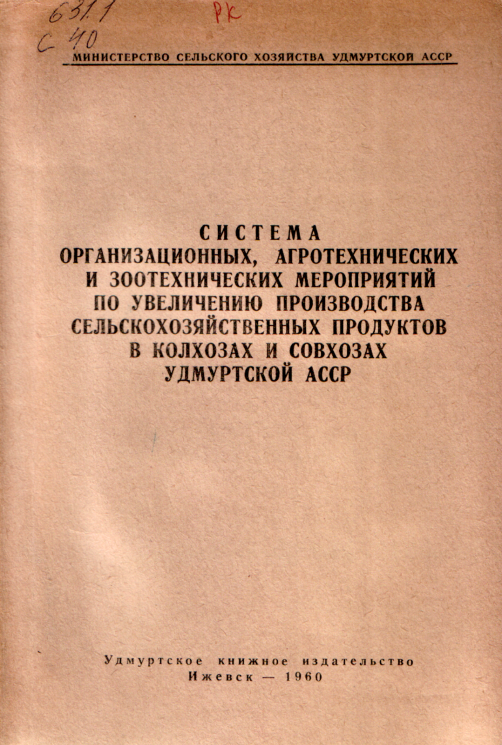 631.1
С 40
РК
МИНИСТЕРСТВО СЕЛЬСКОГО ХОЗЯЙСТВА УДМУРТСКОЙ АССР
СИСТЕМА
ОРГАНИЗАЦИОННЫХ, АГРОТЕХНИЧЕСКИХ
И ЗООТЕХНИЧЕСКИХ МЕРОПРИЯТИЙ
ПО УВЕЛИЧЕНИЮ ПРОИЗВОДСТВА
СЕЛЬСКОХОЗЯЙСТВЕННЫХ ПРОДУКТОВ
В КОЛХОЗАХ И СОВХОЗАХ
УДМУРТСКОЙ АССР
Удмуртское книжное издательство
Ижевск — 1960